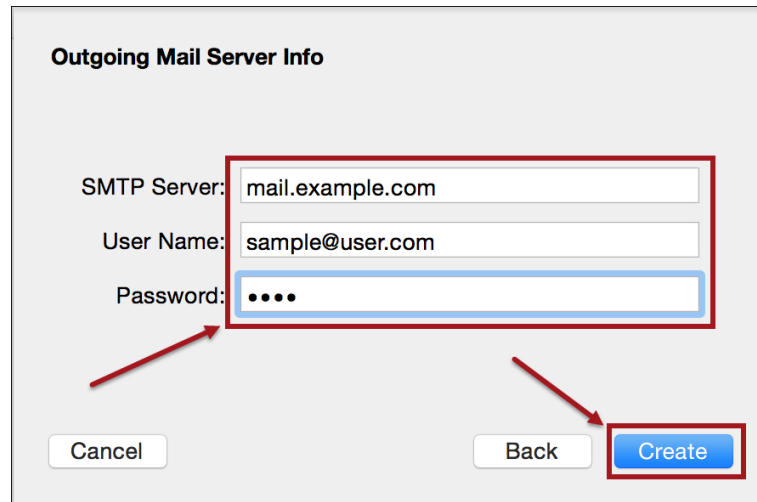 Outgoing Mail Server Info
SMTP Server: mail.example.com
User Name: sample@user.com
Password: ••••
Cancel Back Create